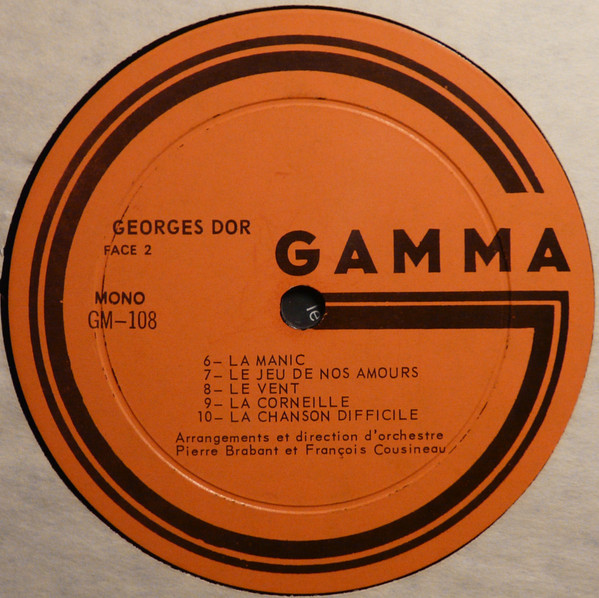 GEORGES DOR
FACE 2
GAMMA
MONO
GM-108
le
6- LA MANIC
7- LE JEU DE NOS AMOURS
8- LE VENT
9- LA CORNEILLE
10- LA CHANSON DIFFICILE
Arrangements et direction d'orchestre
Pierre Brabant et François Cousineau